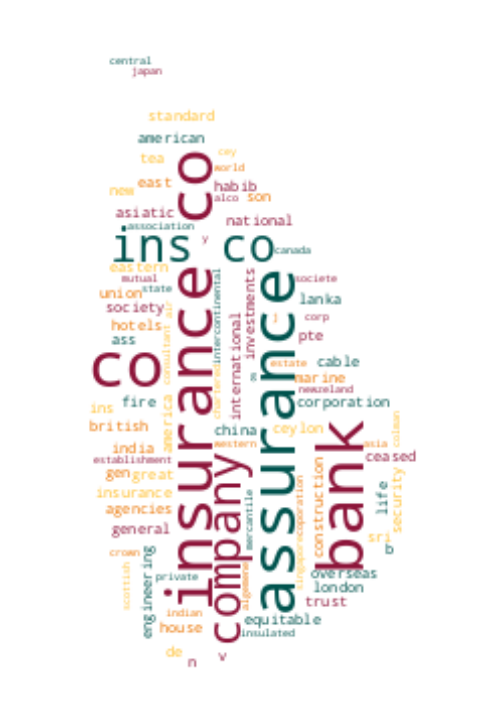 central
japan
standard
american
cey
tea
world
co
east
habib
new
alco
son
asiatic
national
association
y
ins
co
canada
eastern
mutual
societe
state
union
intercontinental
investments
assurance
insurance
lanka
society
air
hotels
international
j
corp
ass
consultant
pte
co
estate
cable
chartered
marine
newzeland
fire
america
corporation
ins
british
china
ceylon
bank
colman
india
western
asia
establishment
company
ceased
gen
great
construction
security
insurance
mercantile
life
agencies
singapore
coporation
general
sri
b
crown
engineering
scottish
private
algemene
overseas
london
trust
indian
equitable
house
insulated
de
n
v